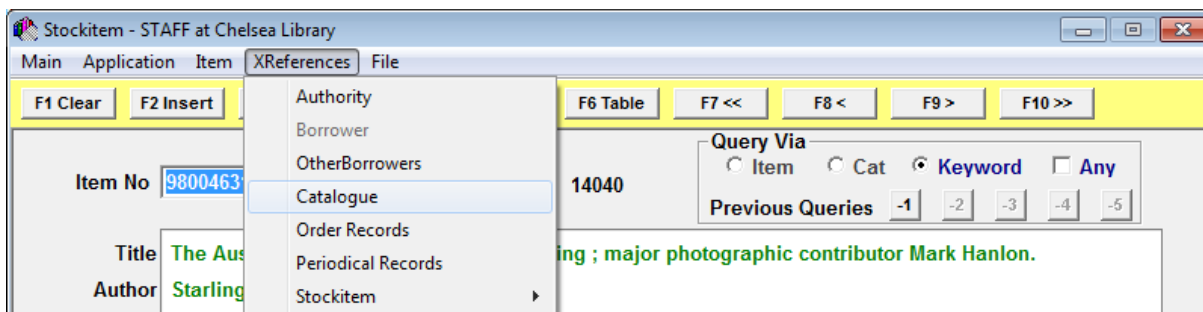 Stockitem - STAFF at Chelsea Library
Main Application Item XReferences File
F1 Clear F2 Insert F6 Table F7 << F8 < F9 > F10 >>
Authority
Borrower
OtherBorrowers
Catalogue
Order Records
Periodical Records
Stockitem
Query Via
Item Cat Keyword Any
Previous Queries -1 -2 -3 -4 -5
Item No 9800463 14040
Title The Aus ing ; major photographic contributor Mark Hanlon.
Author Starling